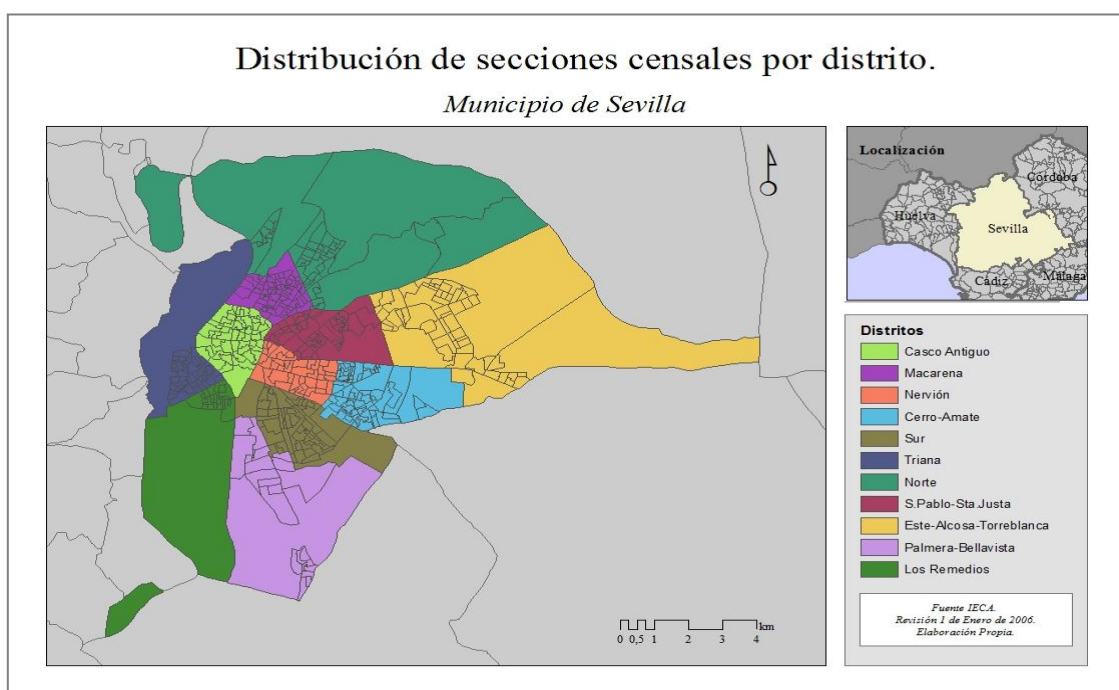 Distribución de secciones censales por distrito.
Municipio de Sevilla
Localización
Córdoba
Huelva
Sevilla
Cádiz
Málaga
Distritos
Casco Antiguo
Macarena
Nervión
Cerro-Amate
Sur
Triana
Norte
S.Pablo-Sta.Justa
Este-Alcosa-Torreblanca
Palmera-Bellavista
Los Remedios
Fuente IECA.
Revisión 1 de Enero de 2006.
Elaboración Propia.
km
0 0,5 1 2 3 4